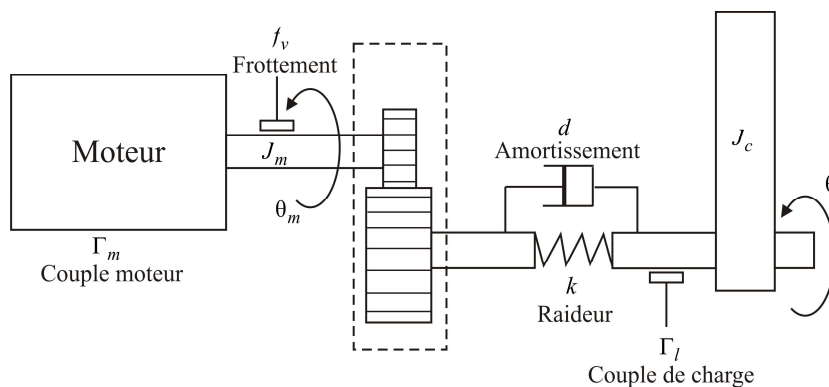 f_v
Frottement
Moteur
J_m
θ_m
Γ_m
Couple moteur
d
Amortissement
k
Raideur
Γ_l
Couple de charge
J_c
θ